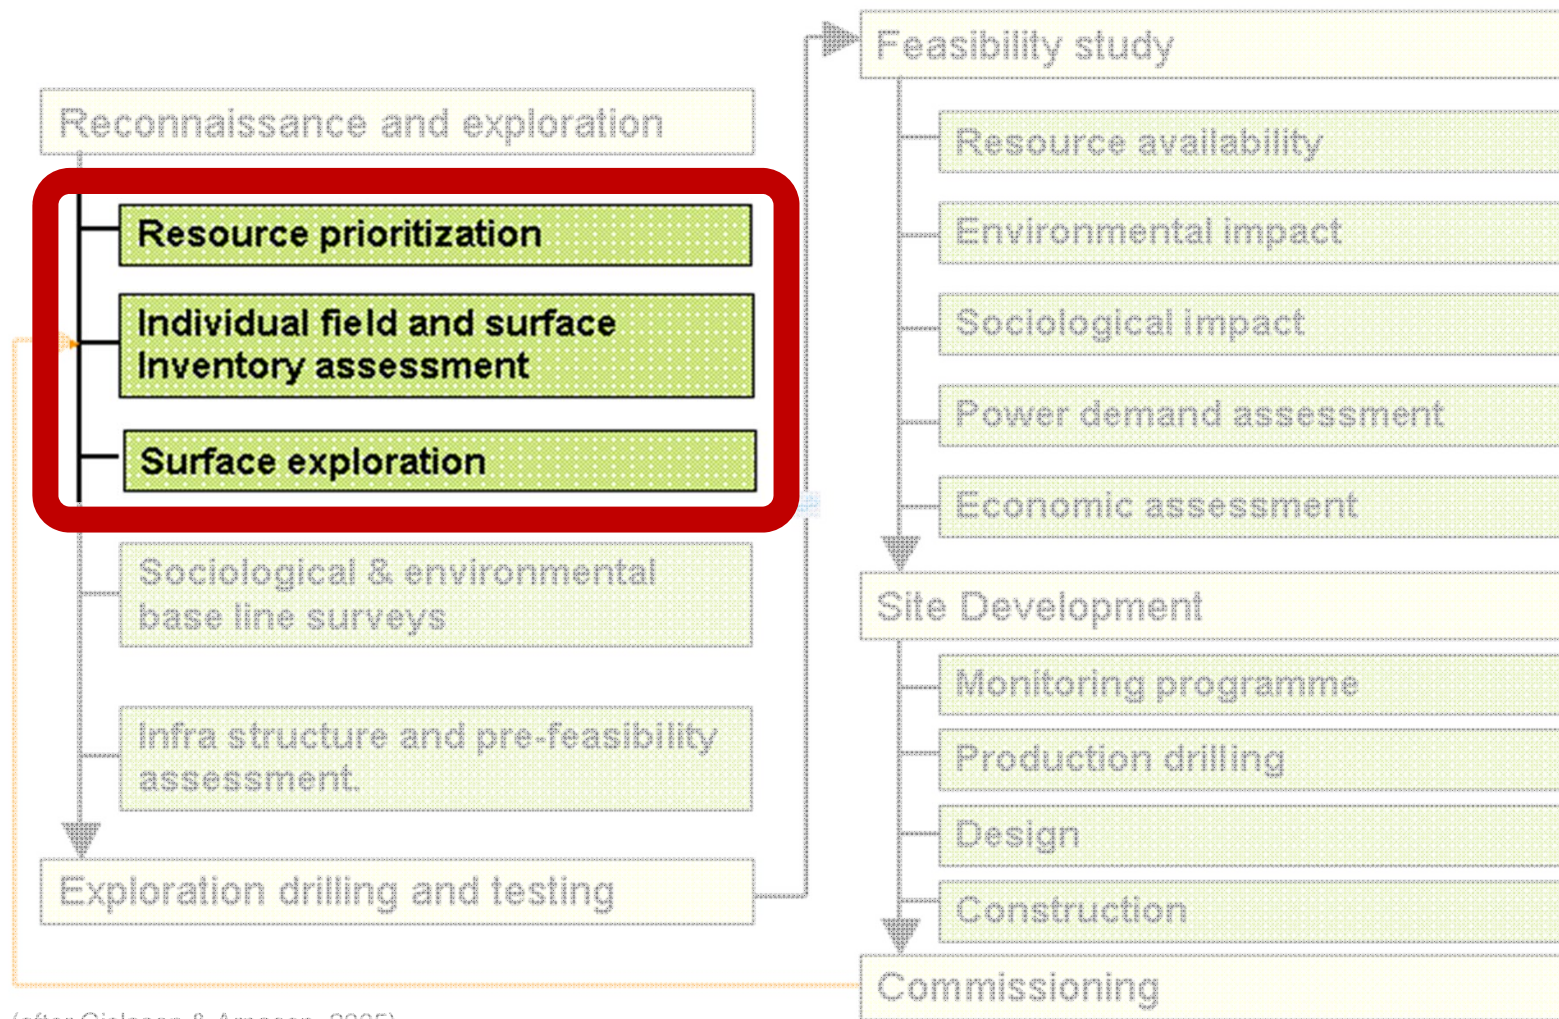 Reconnaissance and exploration
Resource prioritization
Individual field and surface
Inventory assessment
Surface exploration
Sociological & environmental
base line surveys
Infra structure and pre-feasibility
assessment.
Exploration drilling and testing
Feasibility study
Resource availability
Environmental impact
Sociological impact
Power demand assessment
Economic assessment
Site Development
Monitoring programme
Production drilling
Design
Construction
Commissioning